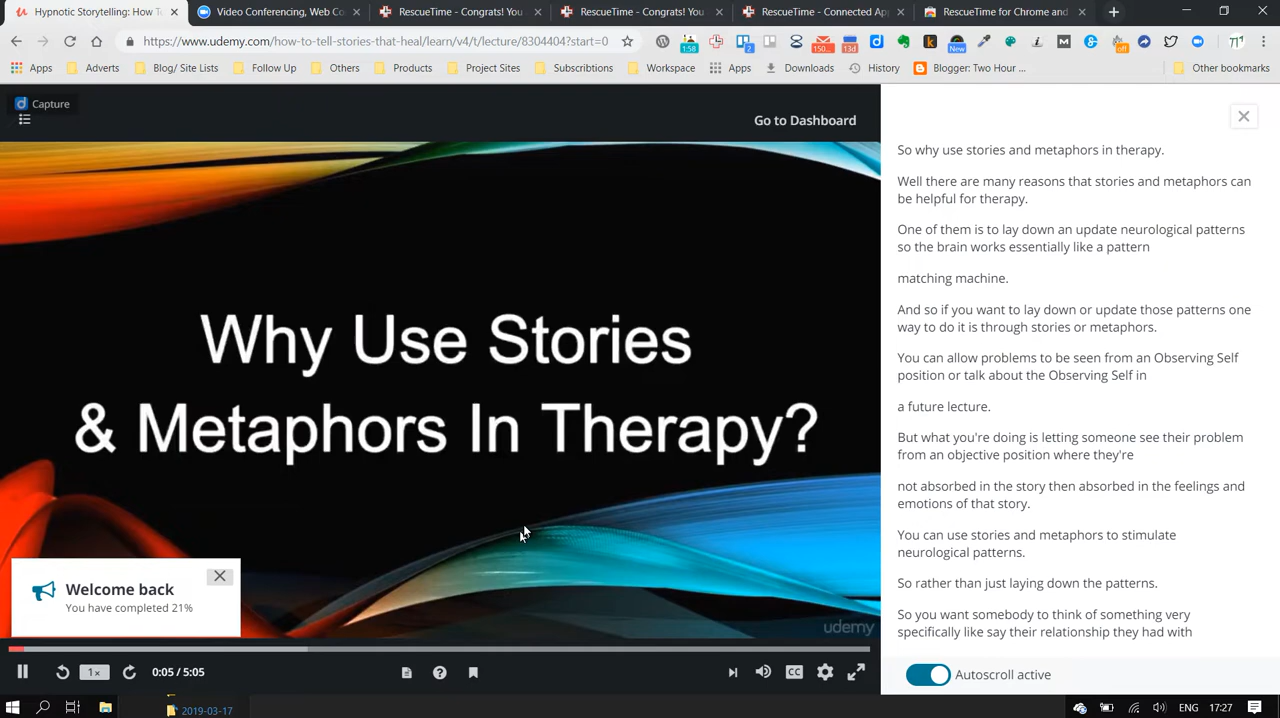 Hypnotic Storytelling: How T
Video Conferencing, Web Co
RescueTime - Congrats! You
RescueTime - Congrats! You
RescueTime - Connected App
RescueTime for Chrome and
https://www.udemy.com/how-to-tell-stories-that-heal/learn/v4/t/lecture/8304404?start=0
1:58
2
150...
13d
New
off
Apps
Adverts
Blog/ Site Lists
Follow Up
Others
Products
Project Sites
Subscribtions
Workspace
Apps
Downloads
History
Blogger: Two Hour ...
Other bookmarks
Capture
Go to Dashboard
Why Use Stories
& Metaphors In Therapy?
Welcome back
You have completed 21%
udemy
1×
0:05 / 5:05
CC
So why use stories and metaphors in therapy.
Well there are many reasons that stories and metaphors can
be helpful for therapy.
One of them is to lay down an update neurological patterns
so the brain works essentially like a pattern
matching machine.
And so if you want to lay down or update those patterns one
way to do it is through stories or metaphors.
You can allow problems to be seen from an Observing Self
position or talk about the Observing Self in
a future lecture.
But what you're doing is letting someone see their problem
from an objective position where they're
not absorbed in the story then absorbed in the feelings and
emotions of that story.
You can use stories and metaphors to stimulate
neurological patterns.
So rather than just laying down the patterns.
So you want somebody to think of something very
specifically like say their relationship they had with
Autoscroll active
2019-03-17
ENG
17:27